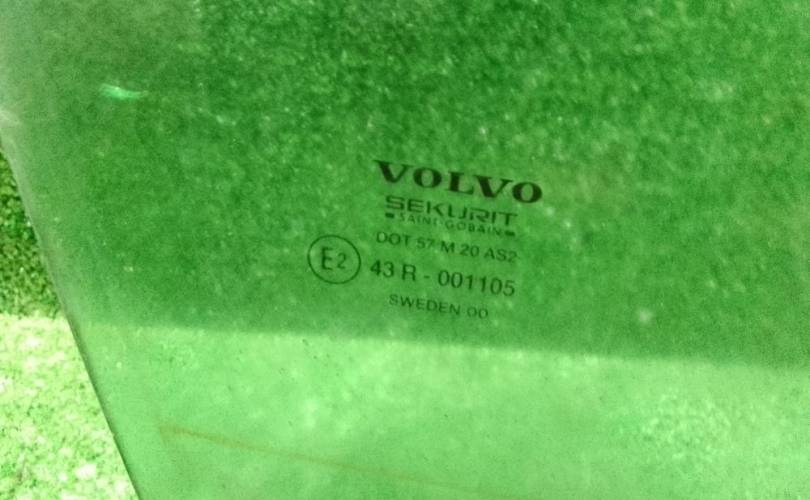 VOLVO
SEKURIT
SAINT-GOBAIN
DOT 57 M 20 AS2
E2 43 R - 001105
SWEDEN 00